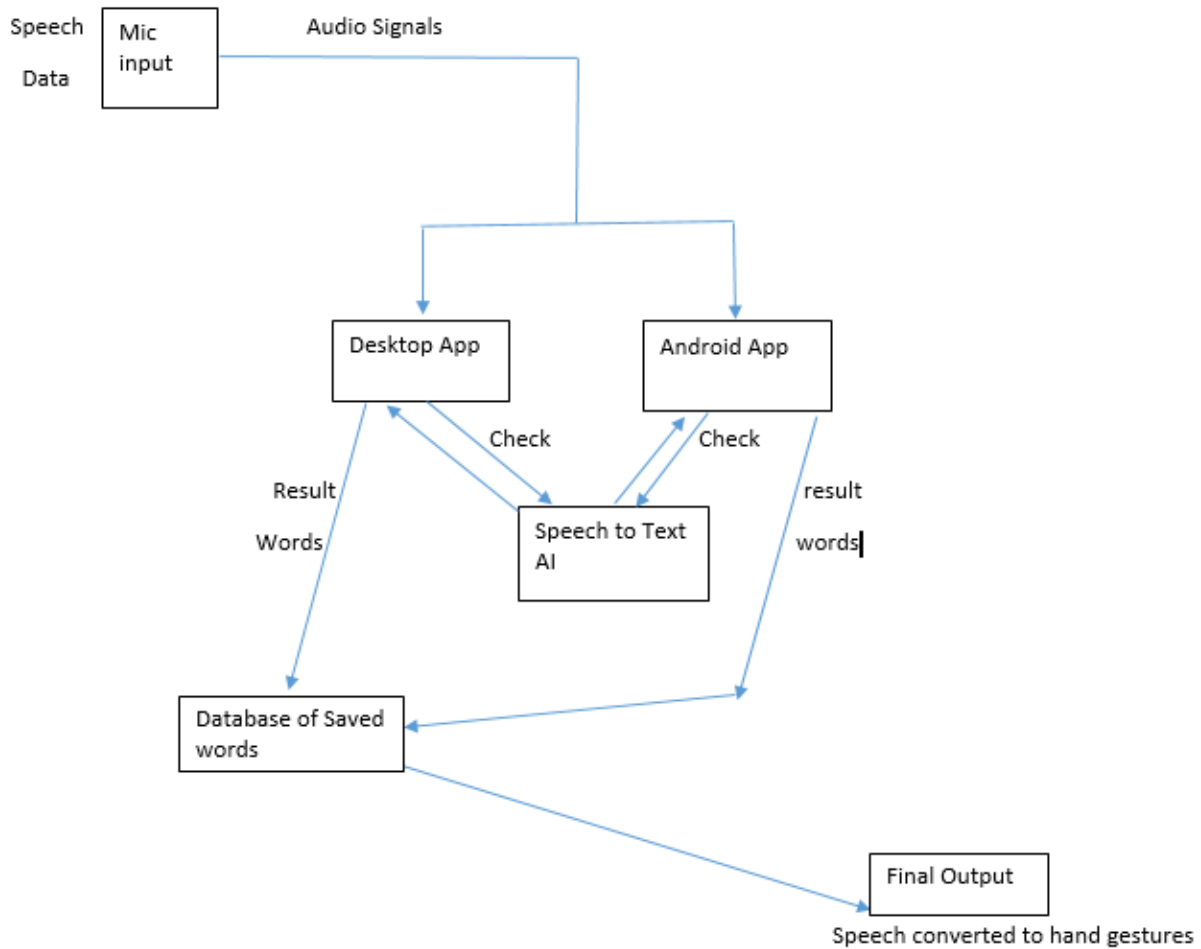 Speech
Data
Mic
input
Audio Signals
Desktop App
Android App
Check
Check
Result
Words
result
words
Speech to Text
AI
Database of Saved
words
Final Output
Speech converted to hand gestures